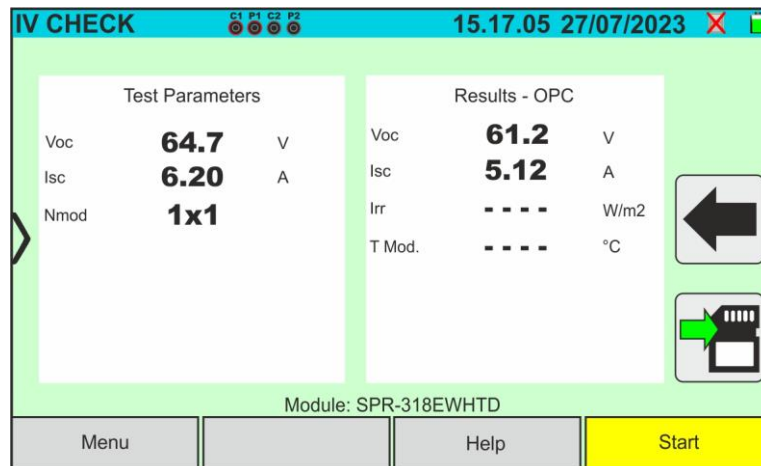 IV CHECK C1 P1 C2 P2 15.17.05 27/07/2023
Test Parameters
Voc 64.7 V
Isc 6.20 A
Nmod 1x1
Results - OPC
Voc 61.2 V
Isc 5.12 A
Irr - - - - W/m2
T Mod. - - - - °C
Module: SPR-318EWHTD
Menu Help Start